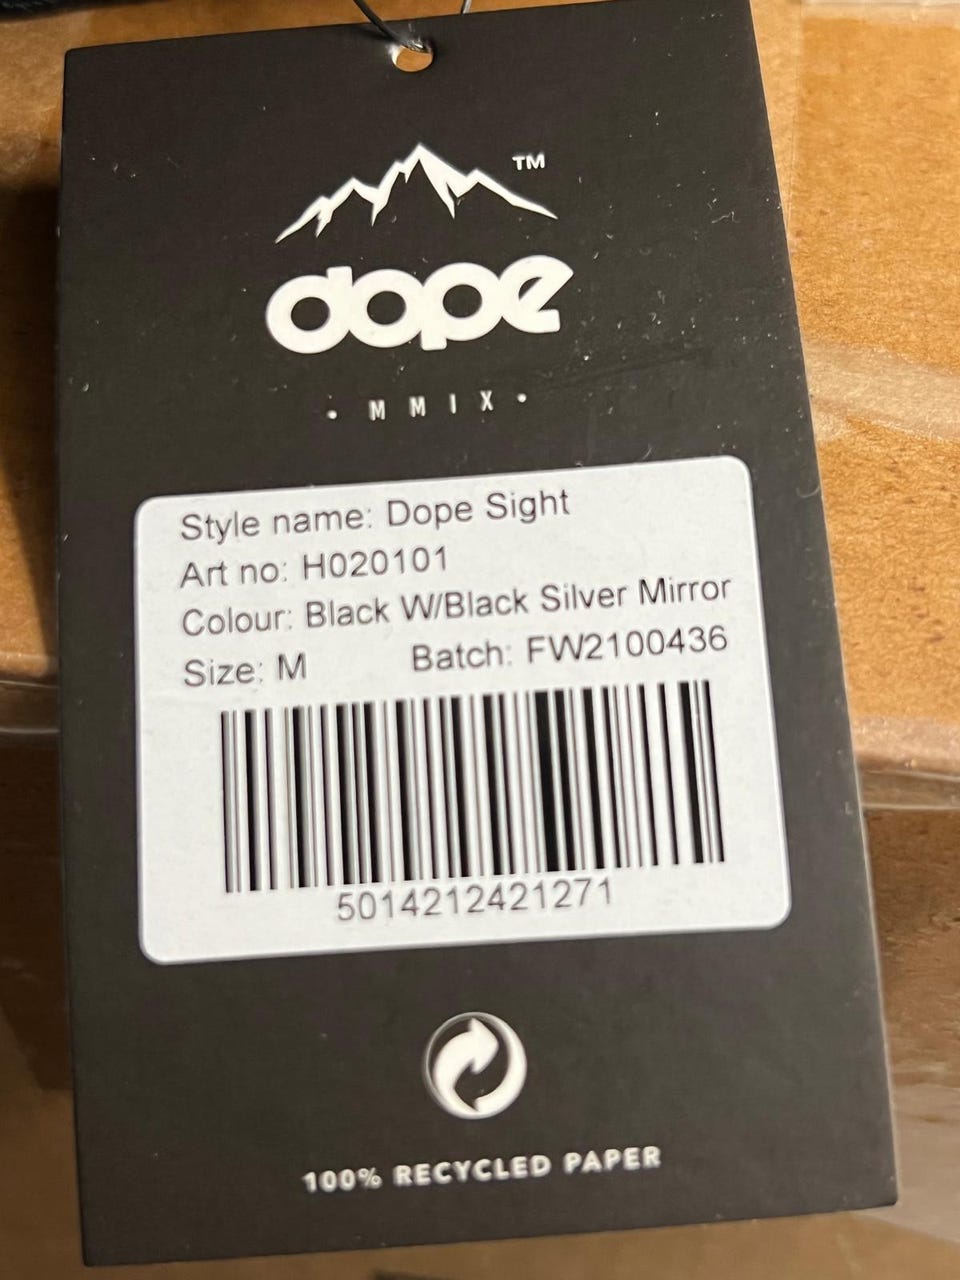 TM
dope
• MMIX •
Style name: Dope Sight
Art no: H020101
Colour: Black W/Black Silver Mirror
Size: M Batch: FW2100436
5014212421271
100% RECYCLED PAPER